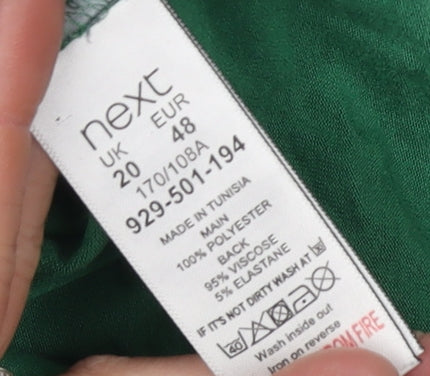 next
UK EUR
20 48
170/108A
929-501-194
MADE IN TUNISIA
MAIN
100% POLYESTER
BACK
95% VISCOSE
5% ELASTANE
IF IT'S NOT DIRTY WASH AT
40
Wash inside out
Iron on reverse
FIRE